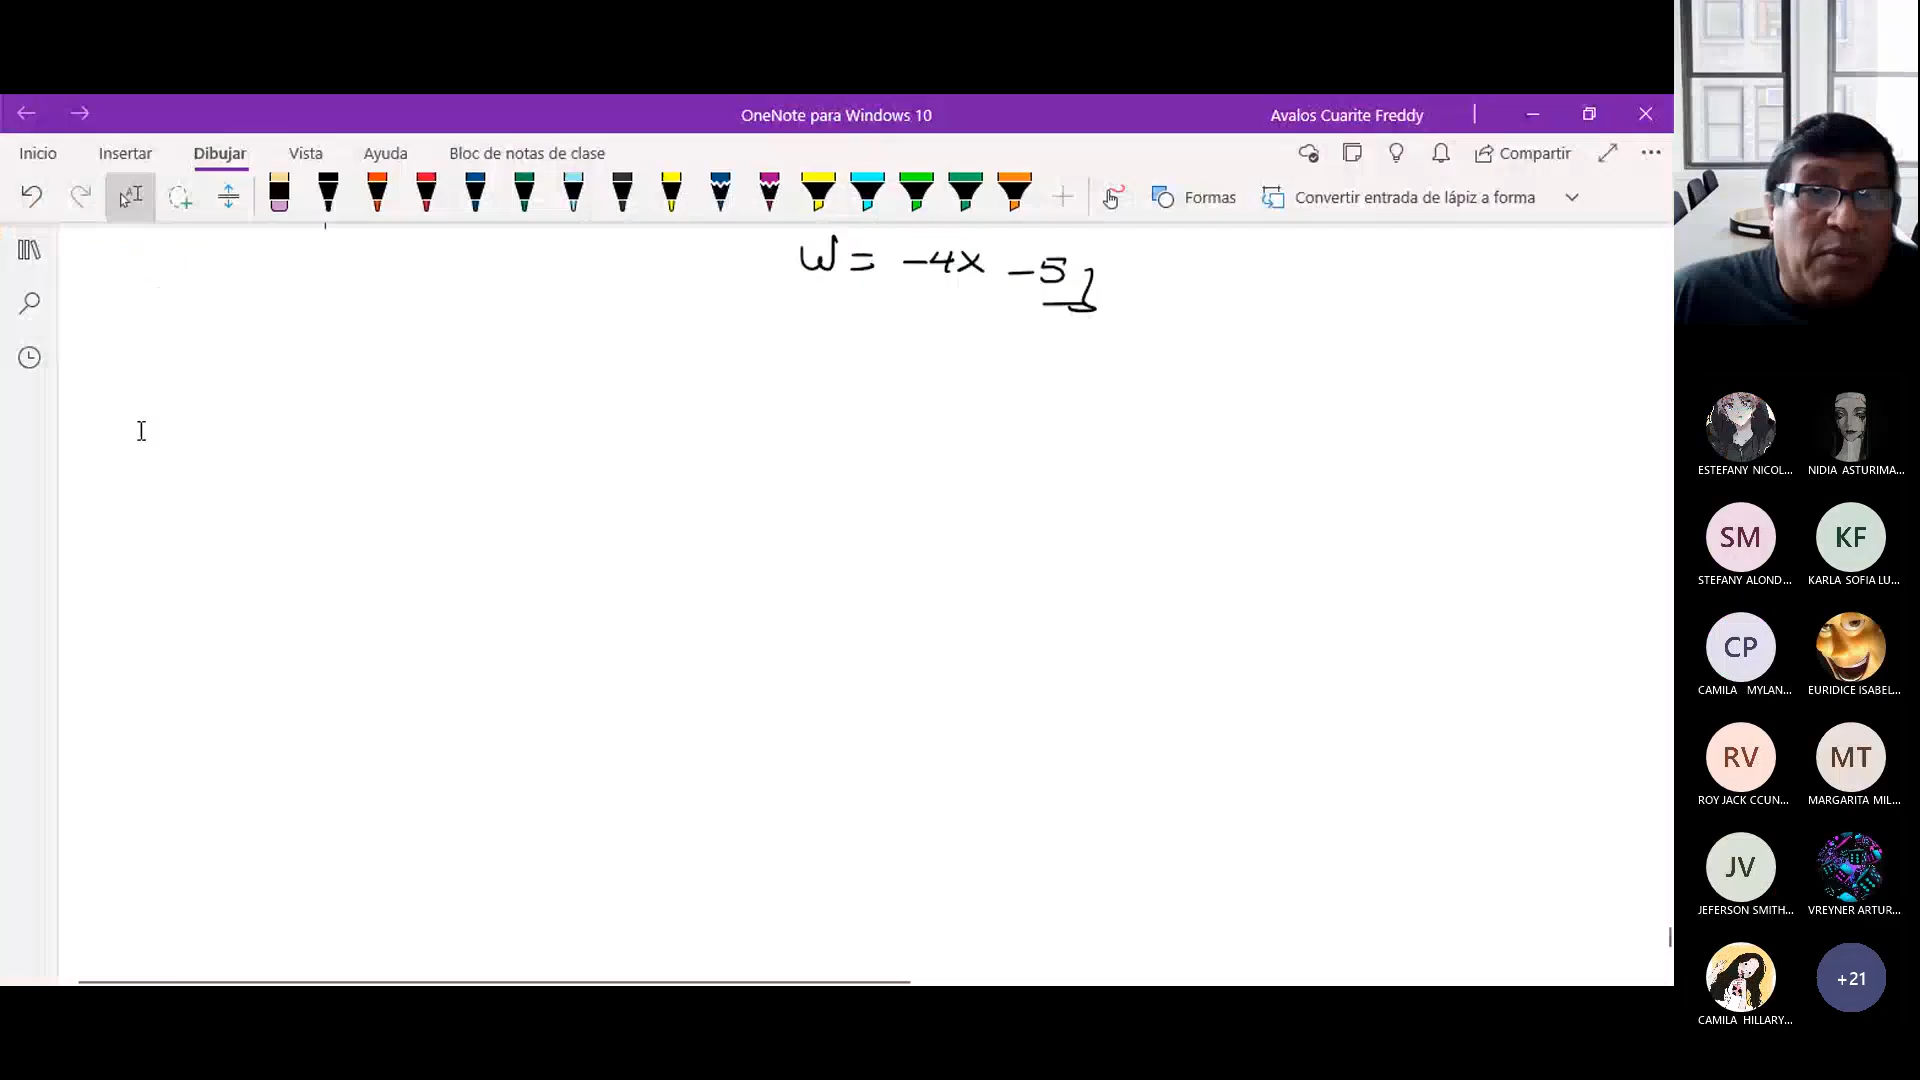 OneNote para Windows 10
Avalos Cuarite Freddy
Inicio Insertar Dibujar Vista Ayuda Bloc de notas de clase
Compartir
Formas
Convertir entrada de lápiz a forma
W = -4x -5
ESTEFANY NICOL... NIDIA ASTURIMA...
SM KF
STEFANY ALOND... KARLA SOFIA LU...
CP
CAMILA MYLAN... EURIDICE ISABEL...
RV MT
ROY JACK CCUN... MARGARITA MIL...
JV
JEFERSON SMITH... VREYNER ARTUR...
+21
CAMILA HILLARY...